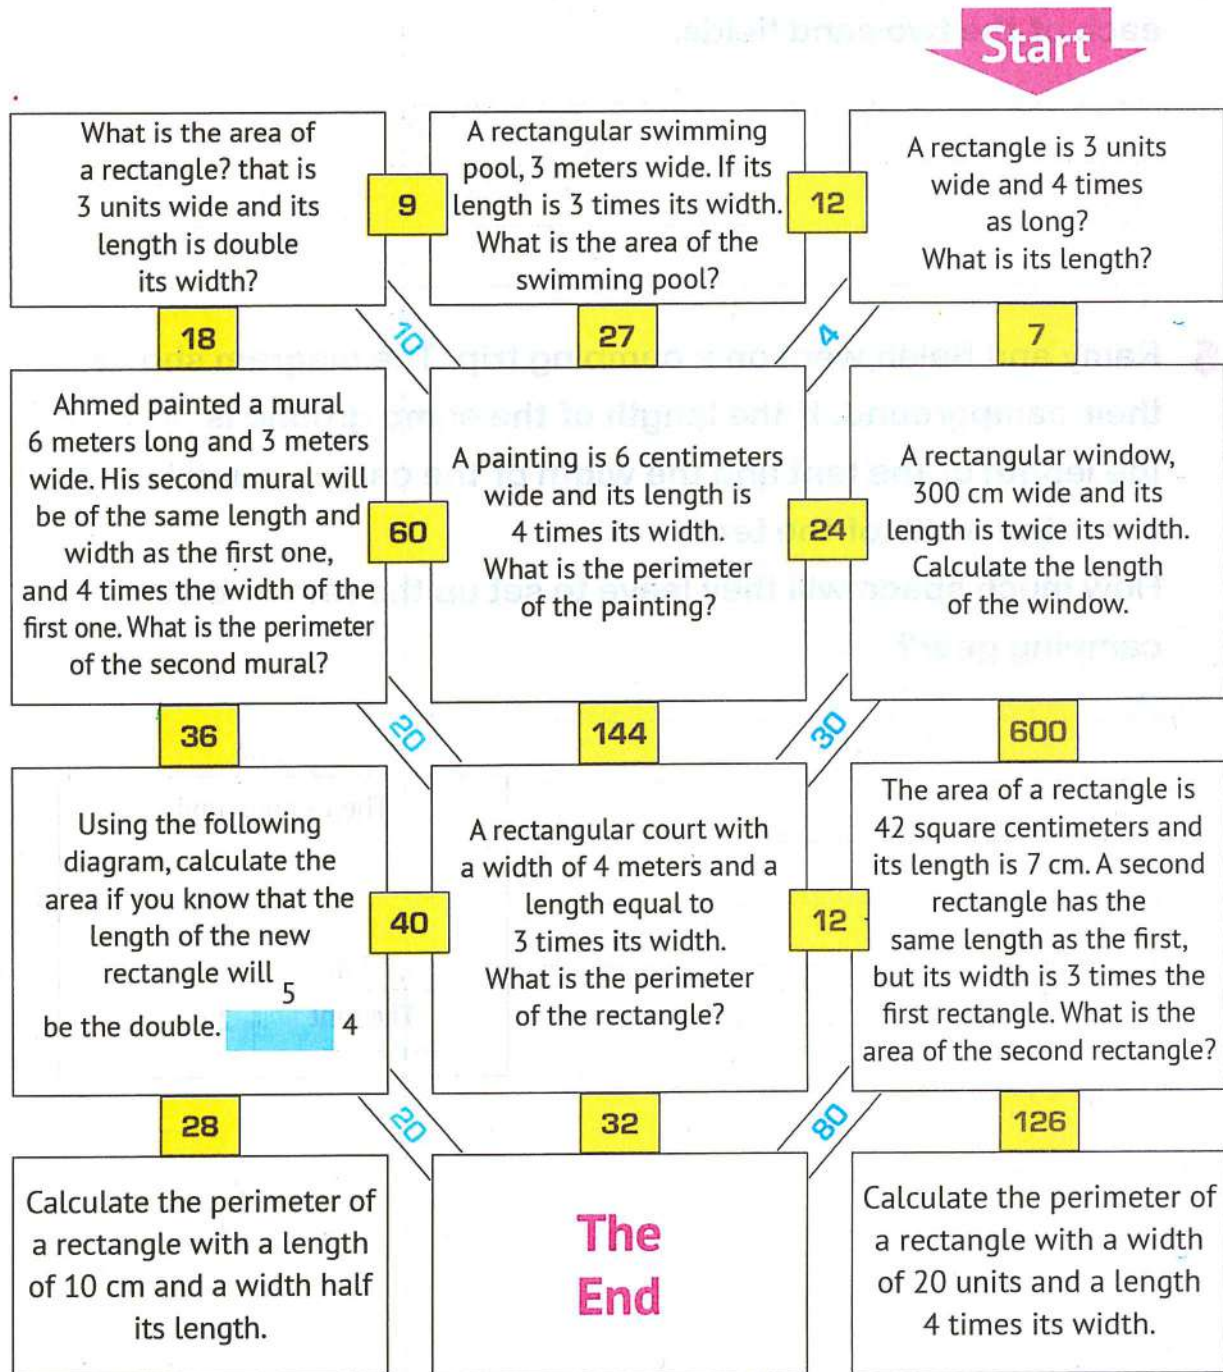 Start
What is the area of
a rectangle? that is
3 units wide and its
length is double
its width?
9
A rectangular swimming
pool, 3 meters wide. If its
length is 3 times its width.
What is the area of the
swimming pool?
12
A rectangle is 3 units
wide and 4 times
as long?
What is its length?
18
10
27
4
7
Ahmed painted a mural
6 meters long and 3 meters
wide. His second mural will
be of the same length and
width as the first one,
and 4 times the width of the
first one. What is the perimeter
of the second mural?
60
A painting is 6 centimeters
wide and its length is
4 times its width.
What is the perimeter
of the painting?
24
A rectangular window,
300 cm wide and its
length is twice its width.
Calculate the length
of the window.
36
20
144
30
600
Using the following
diagram, calculate the
area if you know that the
length of the new
rectangle will
5
be the double.
4
40
A rectangular court with
a width of 4 meters and a
length equal to
3 times its width.
What is the perimeter
of the rectangle?
12
The area of a rectangle is
42 square centimeters and
its length is 7 cm. A second
rectangle has the
same length as the first,
but its width is 3 times the
first rectangle. What is the
area of the second rectangle?
28
20
32
80
126
Calculate the perimeter of
a rectangle with a length
of 10 cm and a width half
its length.
The
End
Calculate the perimeter of
a rectangle with a width
of 20 units and a length
4 times its width.